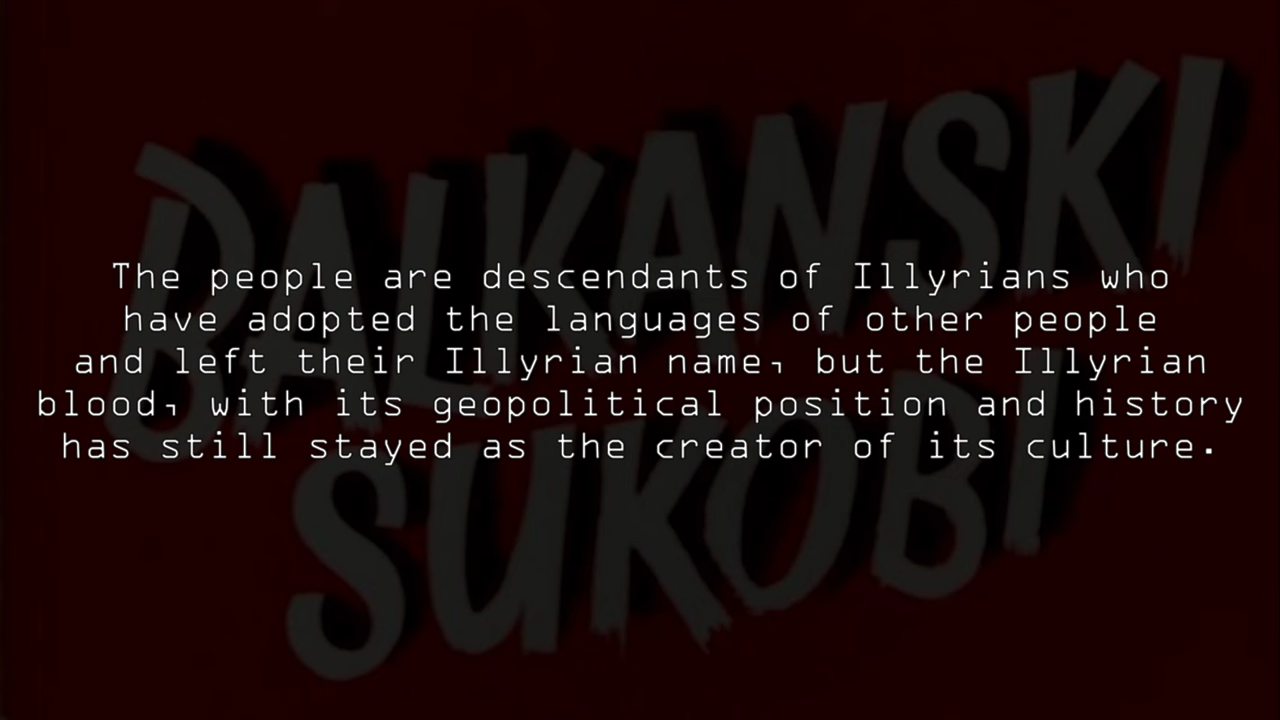 BALKANSKI
SUKOBI
The people are descendants of Illyrians who
have adopted the languages of other people
and left their Illyrian name, but the Illyrian
blood, with its geopolitical position and history
has still stayed as the creator of its culture.